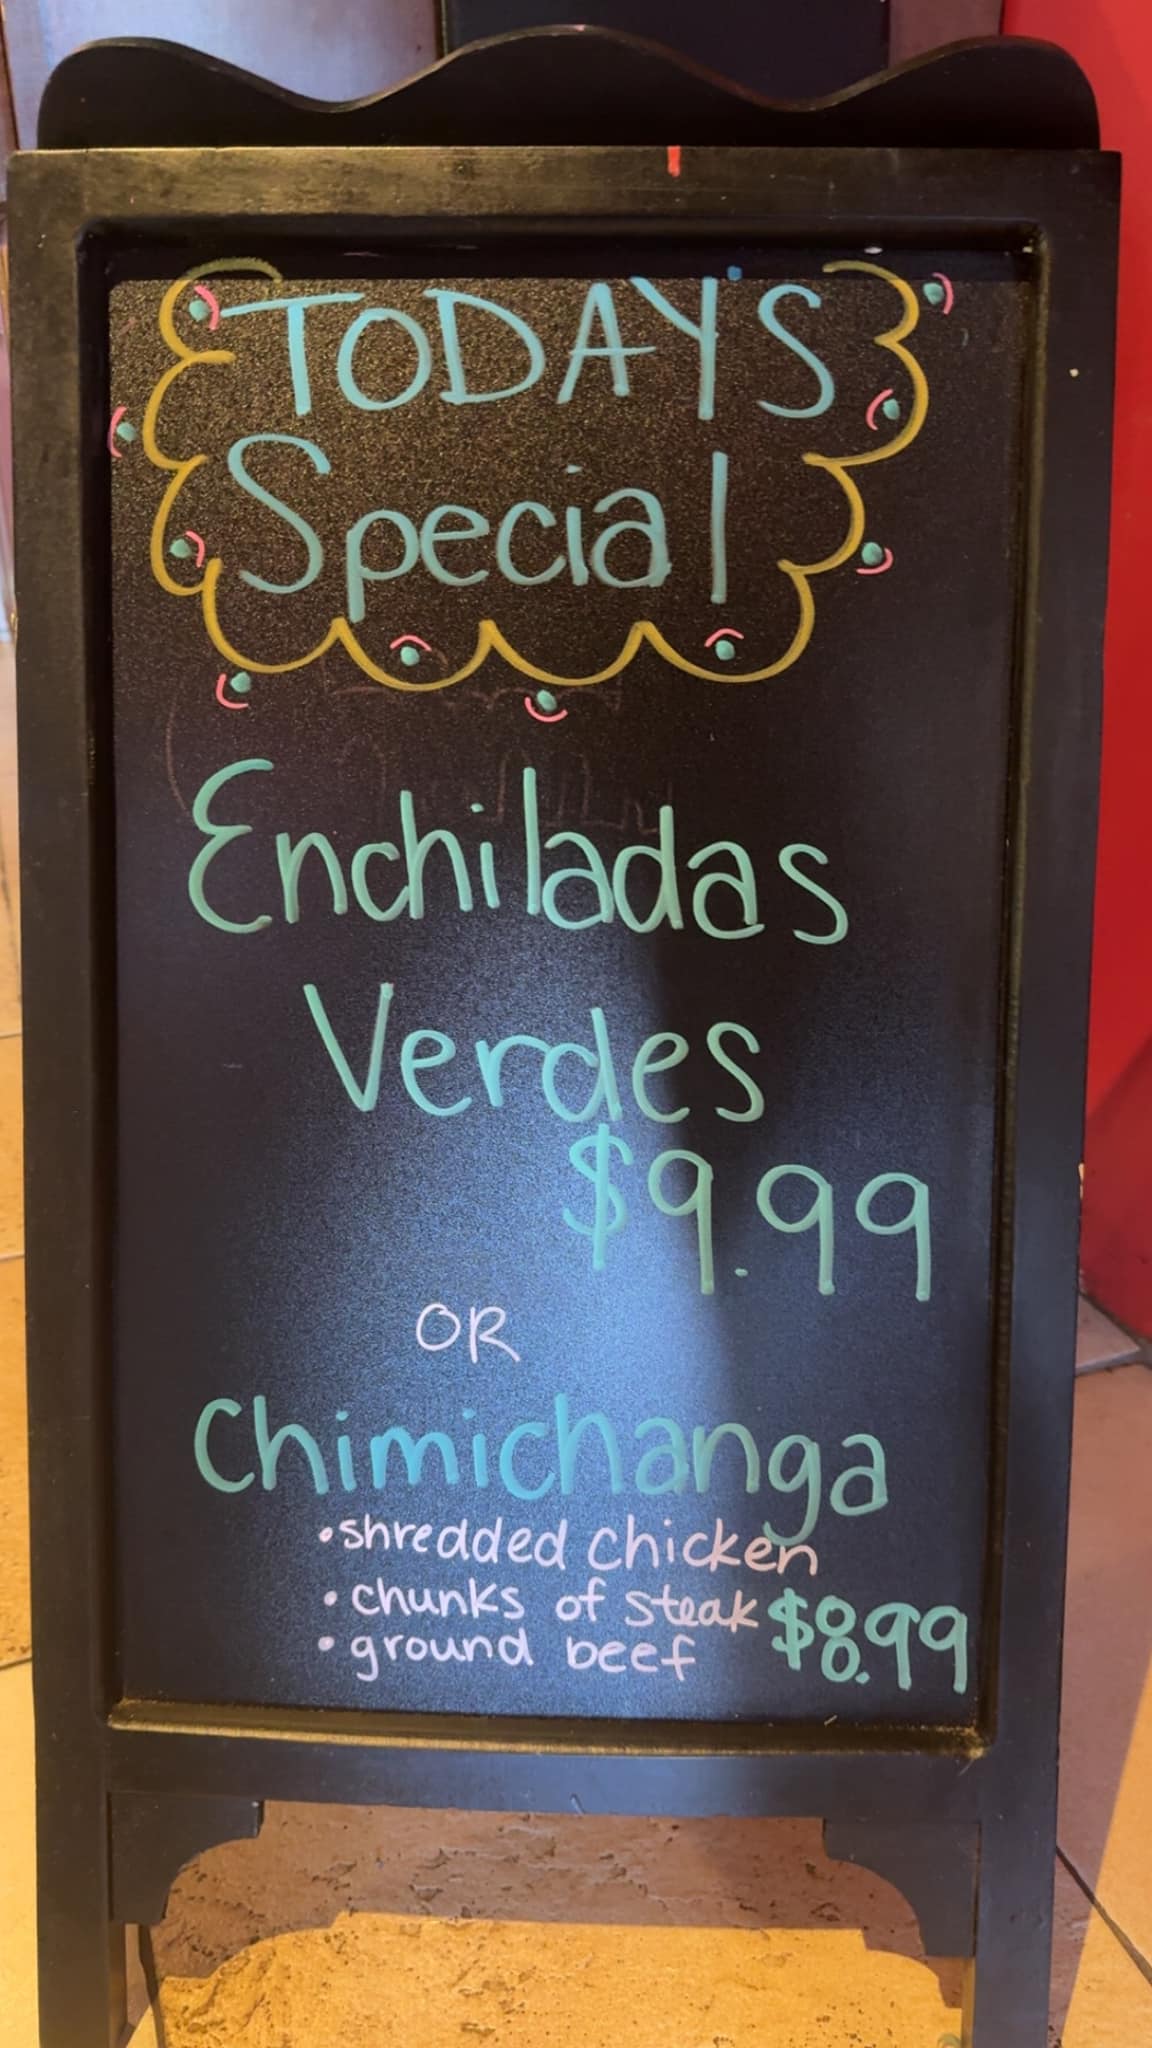 TODAY'S
Special
Enchiladas
Verdes
$9.99
OR
Chimichanga
• shredded chicken
• chunks of steak $8.99
• ground beef